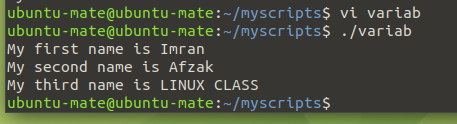 ubuntu-mate@ubuntu-mate:~/myscripts$ vi variab
ubuntu-mate@ubuntu-mate:~/myscripts$ ./variab
My first name is Imran
My second name is Afzak
My third name is LINUX CLASS
ubuntu-mate@ubuntu-mate:~/myscripts$